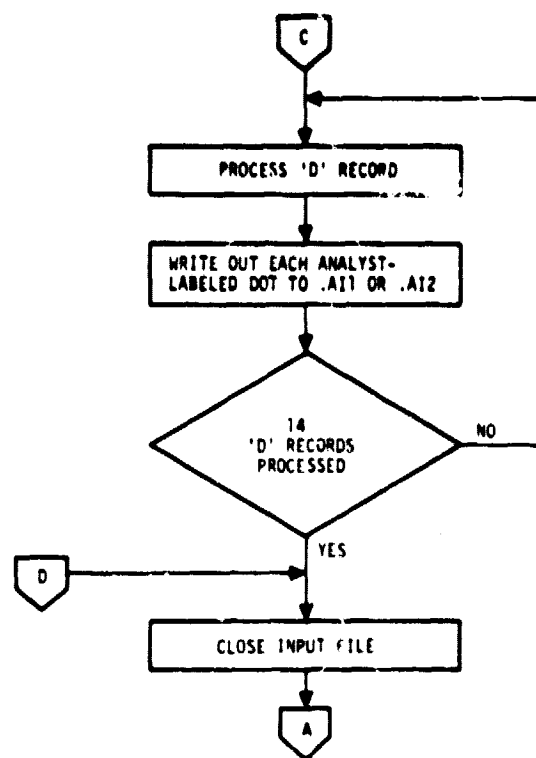 C
PROCESS 'D' RECORD
WRITE OUT EACH ANALYST-
LABELED DOT TO .AI1 OR .AI2
14
'D' RECORDS
PROCESSED
NO
YES
D
CLOSE INPUT FILE
A